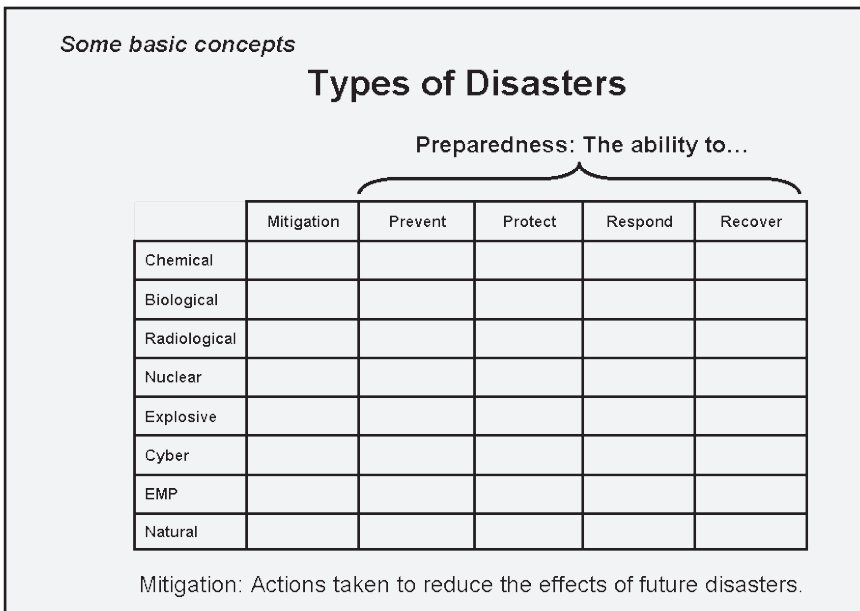 Some basic concepts
Types of Disasters
Preparedness: The ability to...
Mitigation Prevent Protect Respond Recover
Chemical
Biological
Radiological
Nuclear
Explosive
Cyber
EMP
Natural
Mitigation: Actions taken to reduce the effects of future disasters.